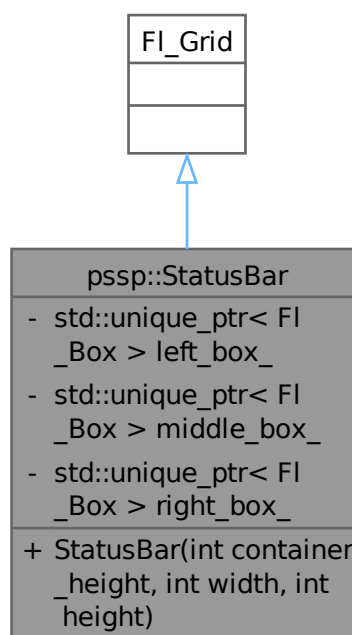 Fl_Grid
pssp::StatusBar
- std::unique_ptr< Fl
_Box > left_box_
- std::unique_ptr< Fl
_Box > middle_box_
- std::unique_ptr< Fl
_Box > right_box_
+ StatusBar(int container
_height, int width, int
height)